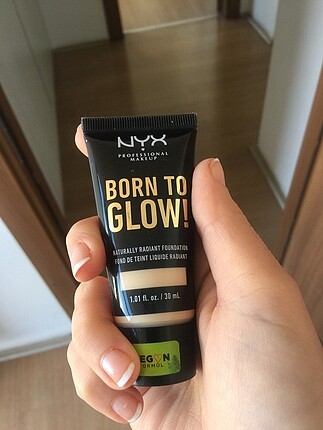 NYX
PROFESSIONAL
MAKEUP
BORN TO
GLOW!
NATURALLY RADIANT FOUNDATION
FOND DE TEINT LIQUIDE RADIANT
1.01 fl. oz. / 30 mL